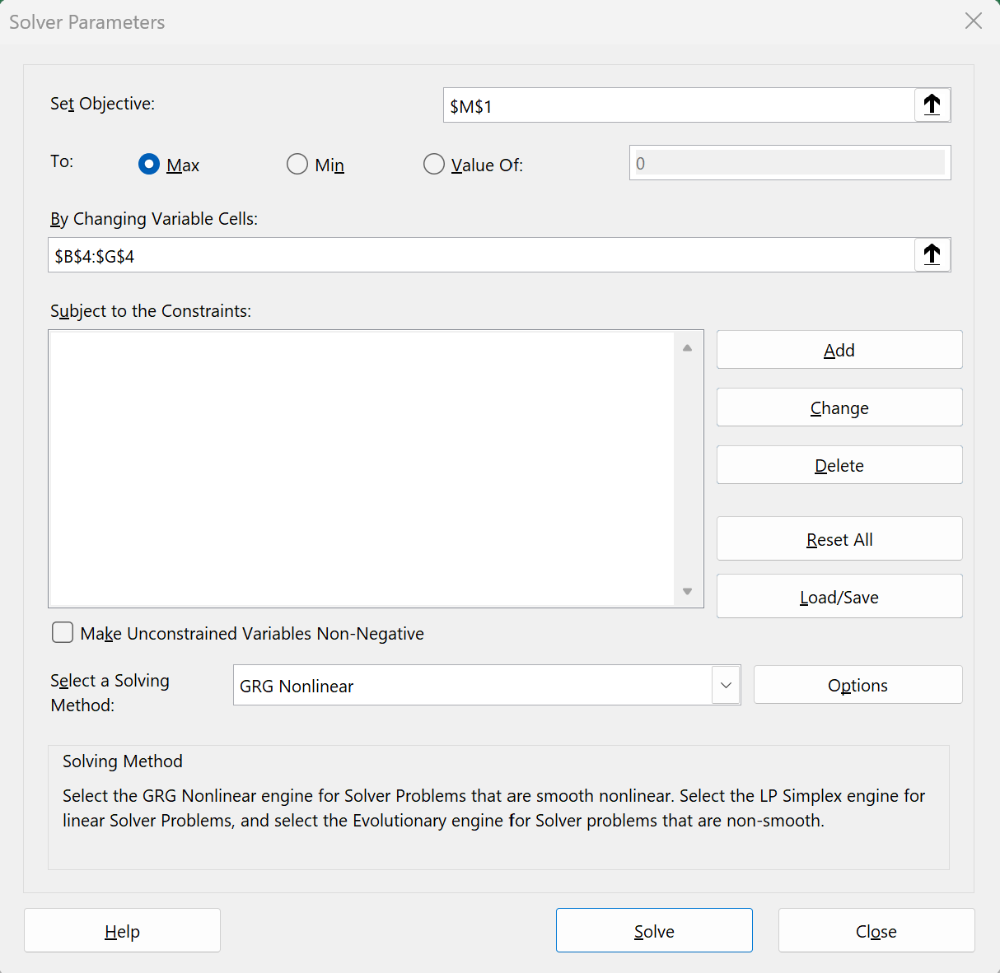 Solver Parameters
Set Objective:
$M$1
To:
Max
Min
Value Of:
0
By Changing Variable Cells:
$B$4:$G$4
Subject to the Constraints:
Add
Change
Delete
Reset All
Load/Save
Make Unconstrained Variables Non-Negative
Select a Solving
Method:
GRG Nonlinear
Options
Solving Method
Select the GRG Nonlinear engine for Solver Problems that are smooth nonlinear. Select the LP Simplex engine for
linear Solver Problems, and select the Evolutionary engine for Solver problems that are non-smooth.
Help
Solve
Close